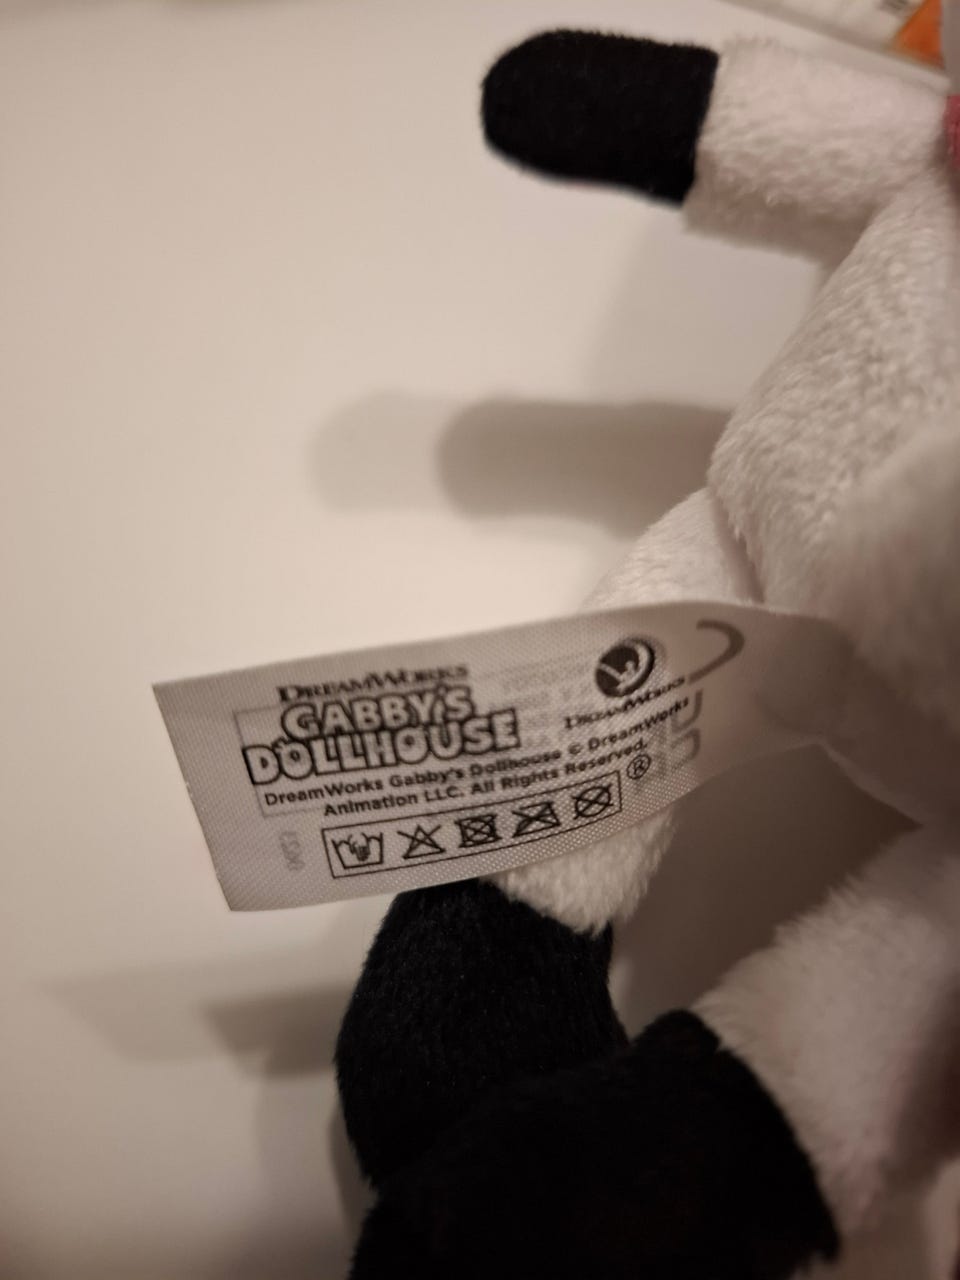 DREAMWORKS
GABBY'S
DOLLHOUSE
DREAMWORKS
DreamWorks Gabby's Dollhouse © DreamWorks
Animation LLC. All Rights Reserved.
®